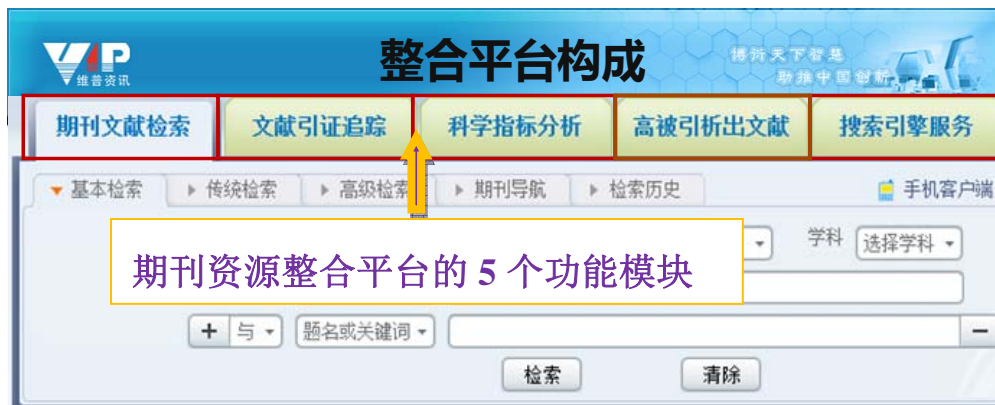 VIP
维普资讯
整合平台构成
博新天下智慧
助推中国创新
期刊文献检索 文献引证追踪 科学指标分析 高被引析出文献 搜索引擎服务
基本检索 传统检索 高级检索 期刊导航 检索历史 手机客户端
学科 选择学科
期刊资源整合平台的 5 个功能模块
+ 与 题名或关键词 −
检索 清除